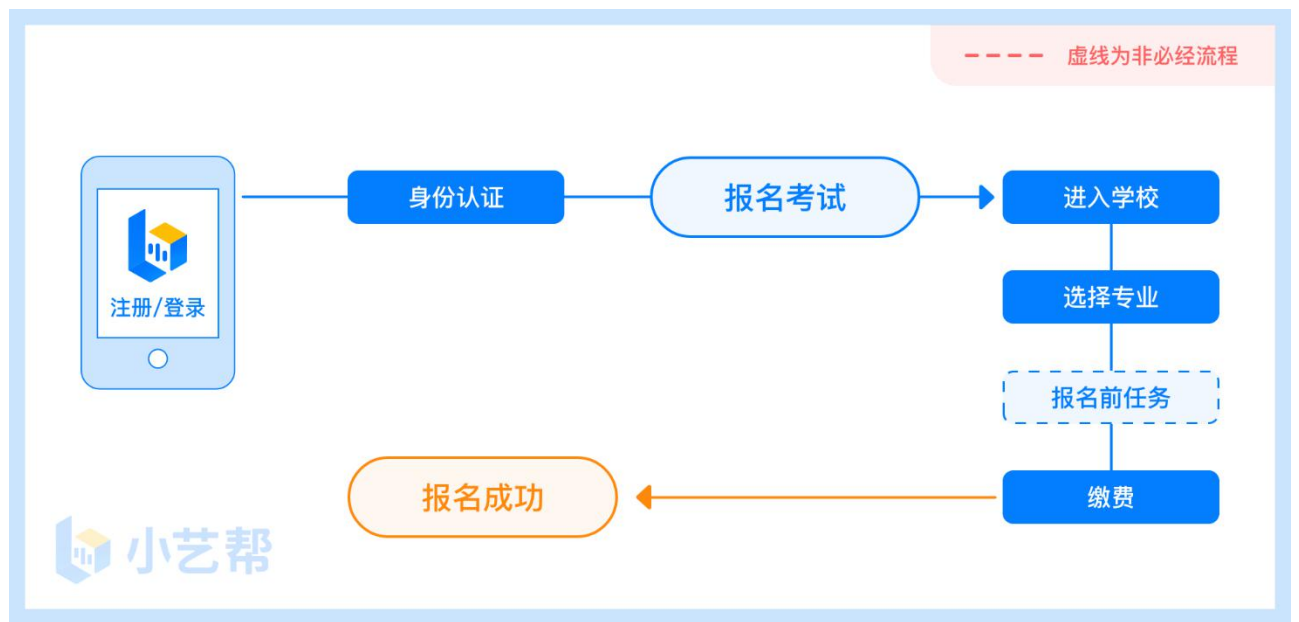 虚线为非必经流程
注册/登录
身份认证
报名考试
进入学校
选择专业
报名前任务
缴费
报名成功
小艺帮